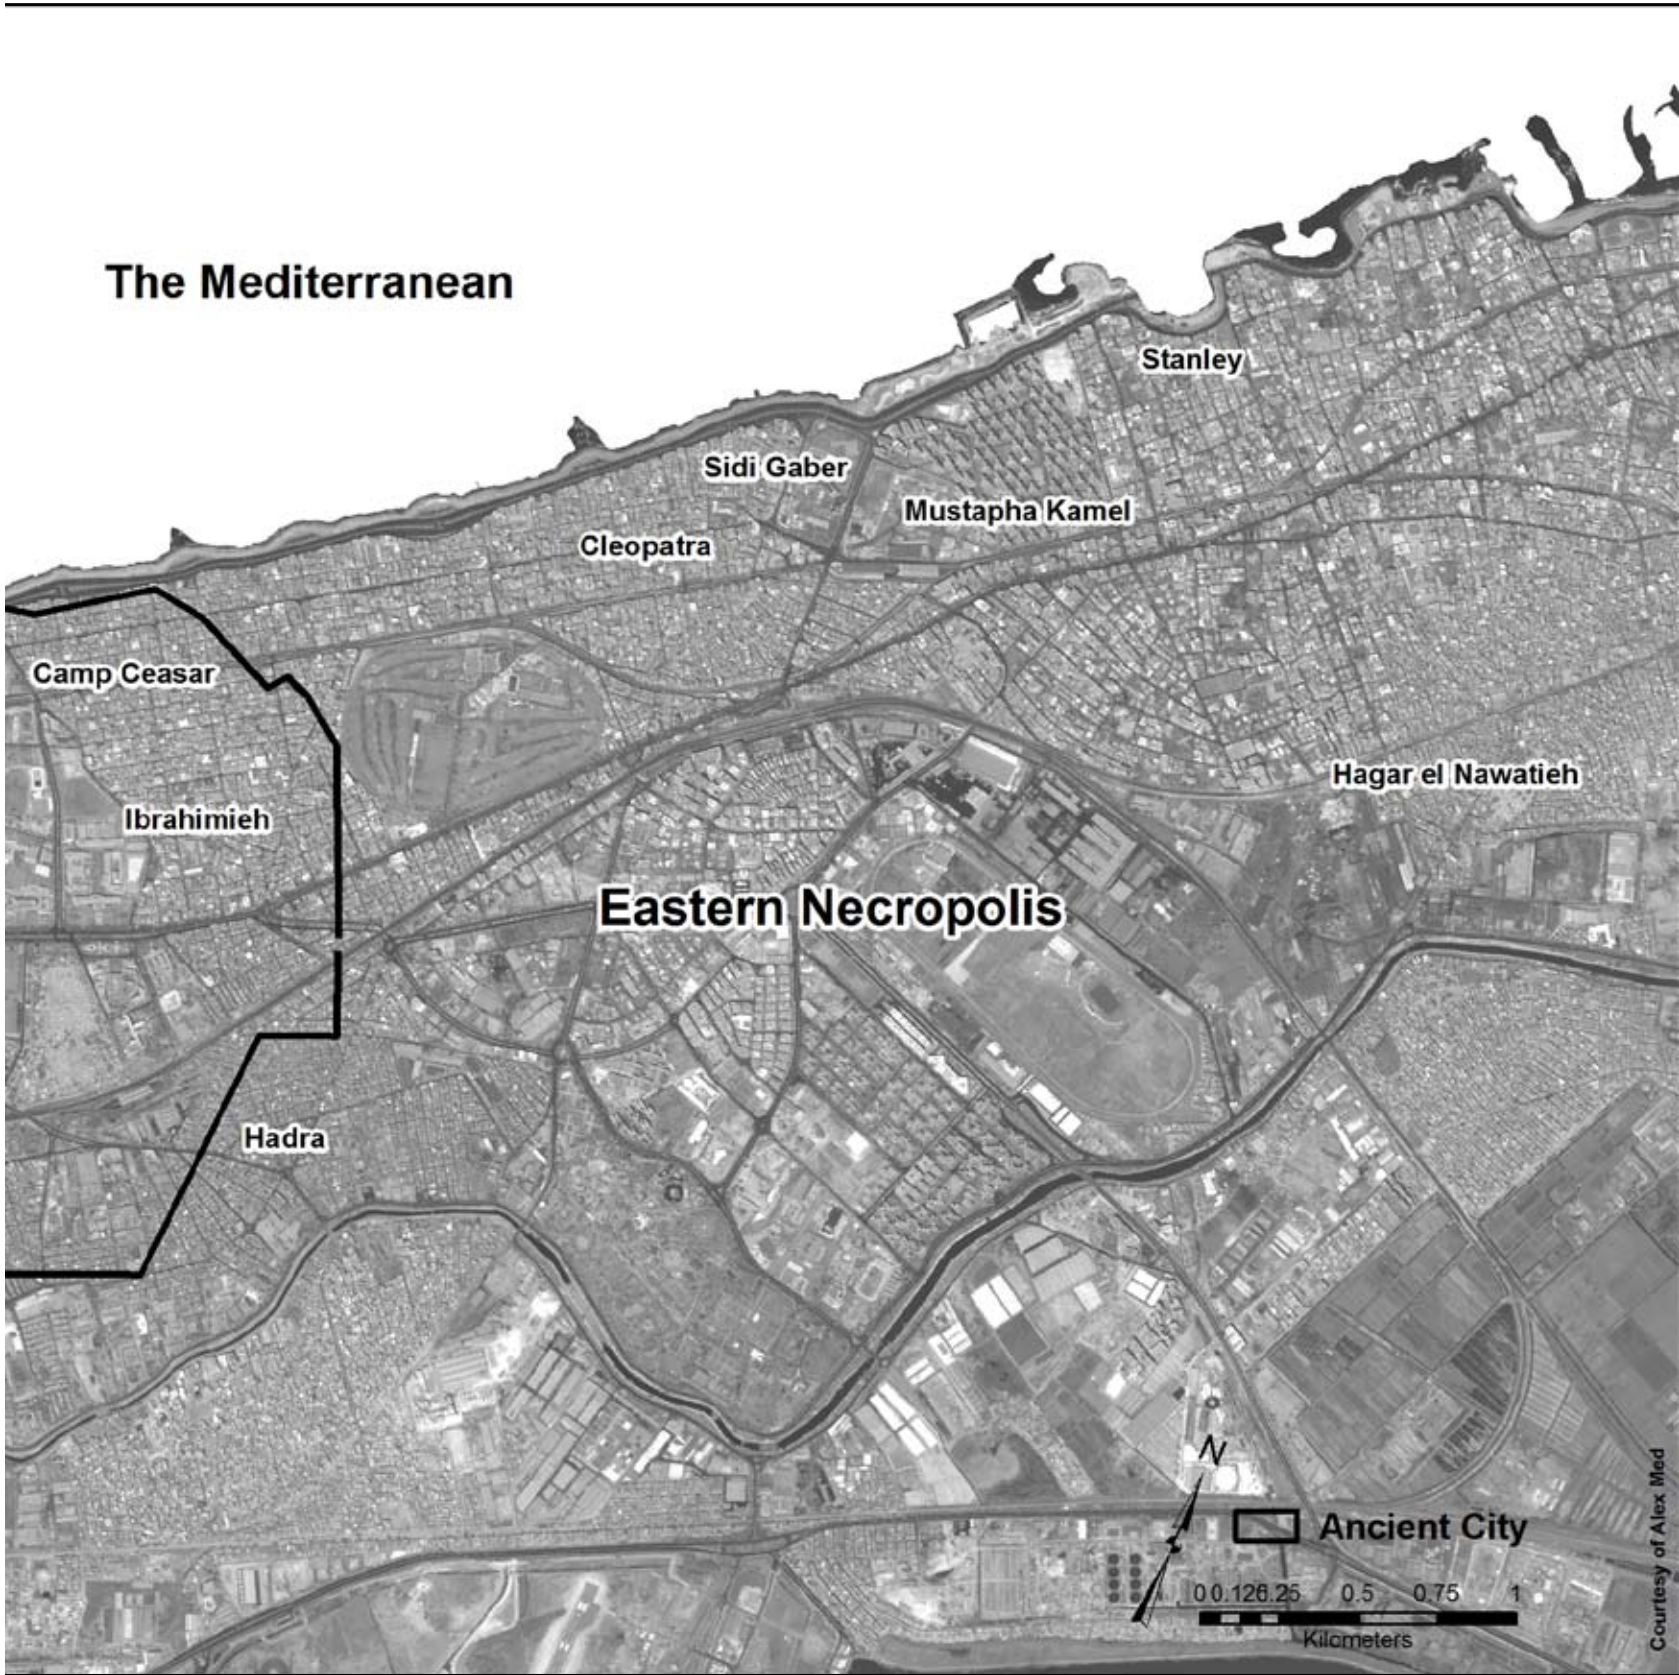 The Mediterranean
Stanley
Sidi Gaber
Mustapha Kamel
Cleopatra
Camp Ceasar
Hagar el Nawatieh
Ibrahimieh
Eastern Necropolis
Hadra
N
Ancient City
0 0.125 0.25 0.5 0.75 1
Kilometers
Courtesy of Alex Med